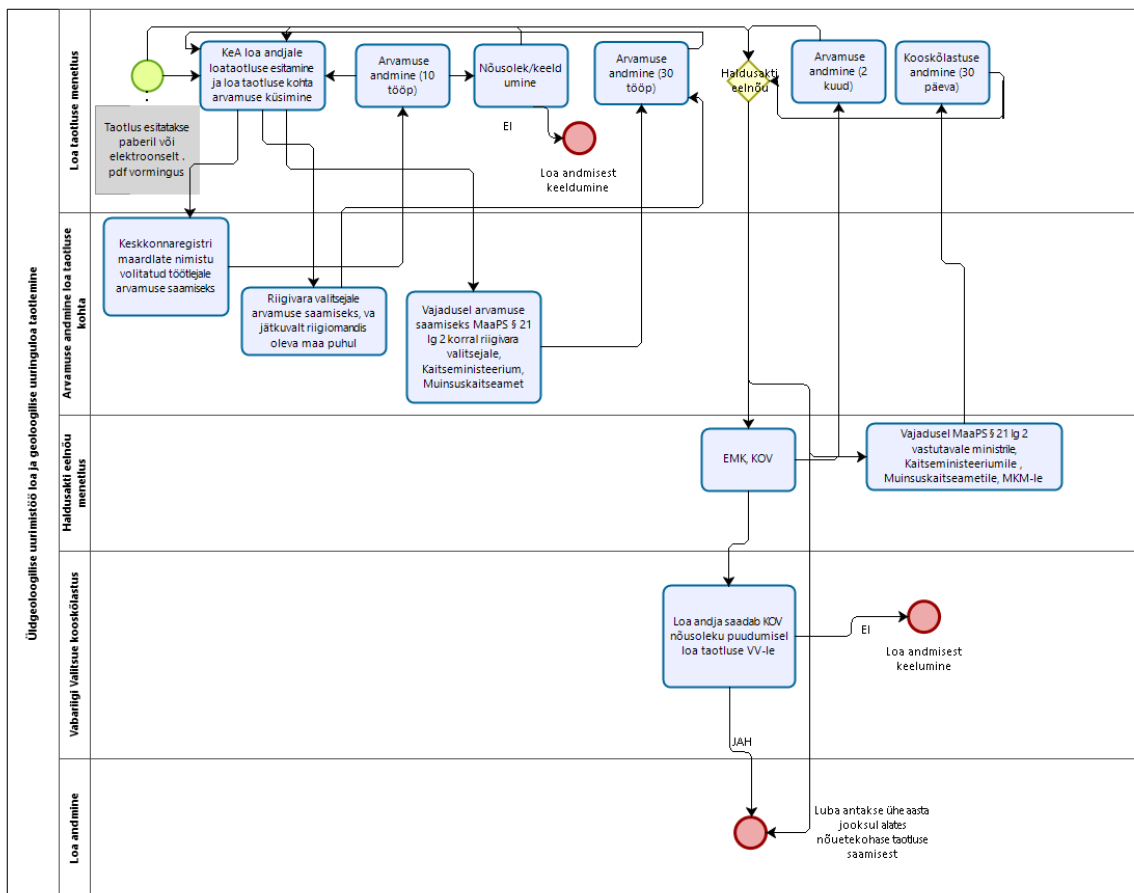 Üldgeoloogilise uurimistöö loa ja geoloogilise uuringuloa taotlemine
Loa taotluse menetlus
KeA loa andjale
loataotluse esitamine
ja loa taotluse kohta
arvamuse küsimine
Arvamuse
andmine (10
tööp)
Nõusolek/keeld
umine
Arvamuse
andmine (30
tööp)
Haldusakti
eelnõu
Arvamuse
andmine (2
kuud)
Kooskõlastuse
andmine (30
päeva)
Taotlus esitatakse
paberil või
elektroonselt .
pdf vormingus
EI
Loa andmisest
keeldumine
Arvamuse andmine loa taotluse
kohta
Keskkonnaregistri
maardlate nimistu
volitatud töötlejale
arvamuse saamiseks
Riigivara valitsejale
arvamuse saamiseks, va
jätkuvalt riigiomandis
oleva maa puhul
Vajadusel arvamuse
saamiseks MaaPS § 21
lg 2 korral riigivara
valitsejale,
Kaitseministeerium,
Muinsuskaitseamet
Haldusakti eelnõu
menetlus
EMK, KOV
Vajadusel MaaPS § 21 lg 2
vastutavale ministrile,
Kaitseministeeriumile ,
Muinsuskaitseametile, MKM-le
Vabariigi Valitsue kooskõlastus
Loa andja saadab KOV
nõusoleku puudumisel
loa taotluse VV-le
EI
Loa andmisest
keelumine
JAH
Loa andmine
Luba antakse ühe aasta
jooksul alates
nõuetekohase taotluse
saamisest